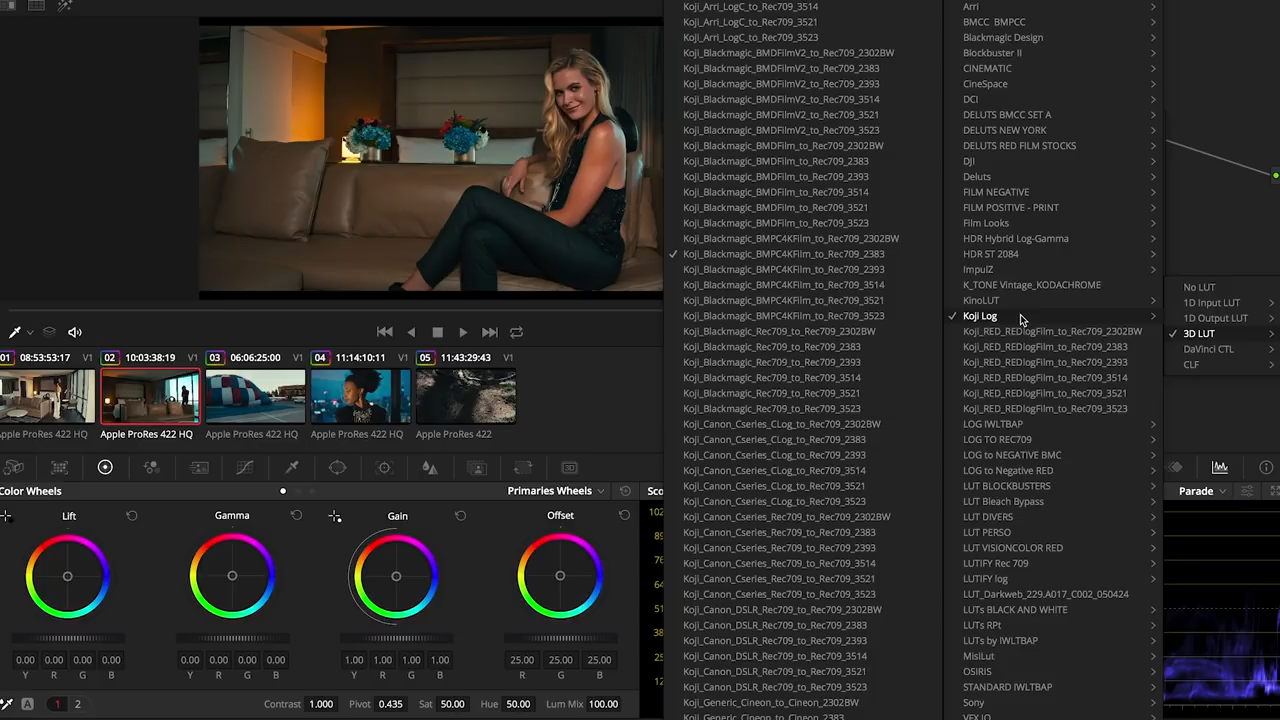 Koji_Arri_LogC_to_Rec709_3514
Koji_Arri_LogC_to_Rec709_3521
Koji_Arri_LogC_to_Rec709_3523
Koji_Blackmagic_BMDFilmV2_to_Rec709_2302BW
Koji_Blackmagic_BMDFilmV2_to_Rec709_2383
Koji_Blackmagic_BMDFilmV2_to_Rec709_2393
Koji_Blackmagic_BMDFilmV2_to_Rec709_3514
Koji_Blackmagic_BMDFilmV2_to_Rec709_3521
Koji_Blackmagic_BMDFilmV2_to_Rec709_3523
Koji_Blackmagic_BMDFilm_to_Rec709_2302BW
Koji_Blackmagic_BMDFilm_to_Rec709_2383
Koji_Blackmagic_BMDFilm_to_Rec709_2393
Koji_Blackmagic_BMDFilm_to_Rec709_3514
Koji_Blackmagic_BMDFilm_to_Rec709_3521
Koji_Blackmagic_BMDFilm_to_Rec709_3523
Koji_Blackmagic_BMPC4KFilm_to_Rec709_2302BW
Koji_Blackmagic_BMPC4KFilm_to_Rec709_2383
Koji_Blackmagic_BMPC4KFilm_to_Rec709_2393
Koji_Blackmagic_BMPC4KFilm_to_Rec709_3514
Koji_Blackmagic_BMPC4KFilm_to_Rec709_3521
Koji_Blackmagic_BMPC4KFilm_to_Rec709_3523
Koji_Blackmagic_Rec709_to_Rec709_2302BW
Koji_Blackmagic_Rec709_to_Rec709_2383
Koji_Blackmagic_Rec709_to_Rec709_2393
Koji_Blackmagic_Rec709_to_Rec709_3514
Koji_Blackmagic_Rec709_to_Rec709_3521
Koji_Blackmagic_Rec709_to_Rec709_3523
Koji_Canon_Cseries_CLog_to_Rec709_2302BW
Koji_Canon_Cseries_CLog_to_Rec709_2383
Koji_Canon_Cseries_CLog_to_Rec709_2393
Koji_Canon_Cseries_CLog_to_Rec709_3514
Koji_Canon_Cseries_CLog_to_Rec709_3521
Koji_Canon_Cseries_CLog_to_Rec709_3523
Koji_Canon_Cseries_Rec709_to_Rec709_2302BW
Koji_Canon_Cseries_Rec709_to_Rec709_2383
Koji_Canon_Cseries_Rec709_to_Rec709_2393
Koji_Canon_Cseries_Rec709_to_Rec709_3514
Koji_Canon_Cseries_Rec709_to_Rec709_3521
Koji_Canon_Cseries_Rec709_to_Rec709_3523
Koji_Canon_DSLR_Rec709_to_Rec709_2302BW
Koji_Canon_DSLR_Rec709_to_Rec709_2383
Koji_Canon_DSLR_Rec709_to_Rec709_2393
Koji_Canon_DSLR_Rec709_to_Rec709_3514
Koji_Canon_DSLR_Rec709_to_Rec709_3521
Koji_Canon_DSLR_Rec709_to_Rec709_3523
Koji_Generic_Cineon_to_Cineon_2302BW
Koji_Generic_Cineon_to_Cineon_2383
Arri
BMCC BMPCC
Blackmagic Design
Blockbuster II
CINEMATIC
CineSpace
DCI
DELUTS BMCC SET A
DELUTS NEW YORK
DELUTS RED FILM STOCKS
DJI
Deluts
FILM NEGATIVE
FILM POSITIVE - PRINT
Film Looks
HDR Hybrid Log-Gamma
HDR ST 2084
ImpulZ
K_TONE Vintage_KODACHROME
KinoLUT
Koji Log
Koji_RED_REDlogFilm_to_Rec709_2302BW
Koji_RED_REDlogFilm_to_Rec709_2383
Koji_RED_REDlogFilm_to_Rec709_2393
Koji_RED_REDlogFilm_to_Rec709_3514
Koji_RED_REDlogFilm_to_Rec709_3521
Koji_RED_REDlogFilm_to_Rec709_3523
LOG IWLTBAP
LOG TO REC709
LOG to NEGATIVE BMC
LOG to Negative RED
LUT BLOCKBUSTERS
LUT Bleach Bypass
LUT DIVERS
LUT PERSO
LUT VISIONCOLOR RED
LUTIFY Rec 709
LUTIFY log
LUT_Darkweb_229.A017_C002_050424
LUTs BLACK AND WHITE
LUTs RPt
LUTs by IWLTBAP
MisiLut
OSIRIS
STANDARD IWLTBAP
Sony
VFX IO
No LUT
1D Input LUT
1D Output LUT
3D LUT
DaVinci CTL
CLF
01 08:53:53:17 V1
02 10:03:38:19 V1
03 06:06:25:00 V1
04 11:14:10:11 V1
05 11:43:29:43 V1
Apple ProRes 422 HQ
Apple ProRes 422 HQ
Apple ProRes 422 HQ
Apple ProRes 422 HQ
Apple ProRes 422
Color Wheels
Primaries Wheels
Sco
Parade
Lift
Gamma
Gain
Offset
0.00 0.00 0.00 0.00
Y R G B
0.00 0.00 0.00 0.00
Y R G B
1.00 1.00 1.00 1.00
Y R G B
25.00 25.00 25.00
R G B
A 1 2
Contrast 1.000
Pivot 0.435
Sat 50.00
Hue 50.00
Lum Mix 100.00